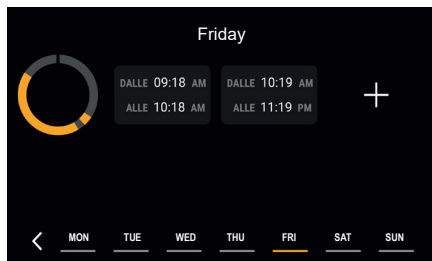 Friday
DALLE 09:18 AM DALLE 10:19 AM
ALLE 10:18 AM ALLE 11:19 PM
MON TUE WED THU FRI SAT SUN